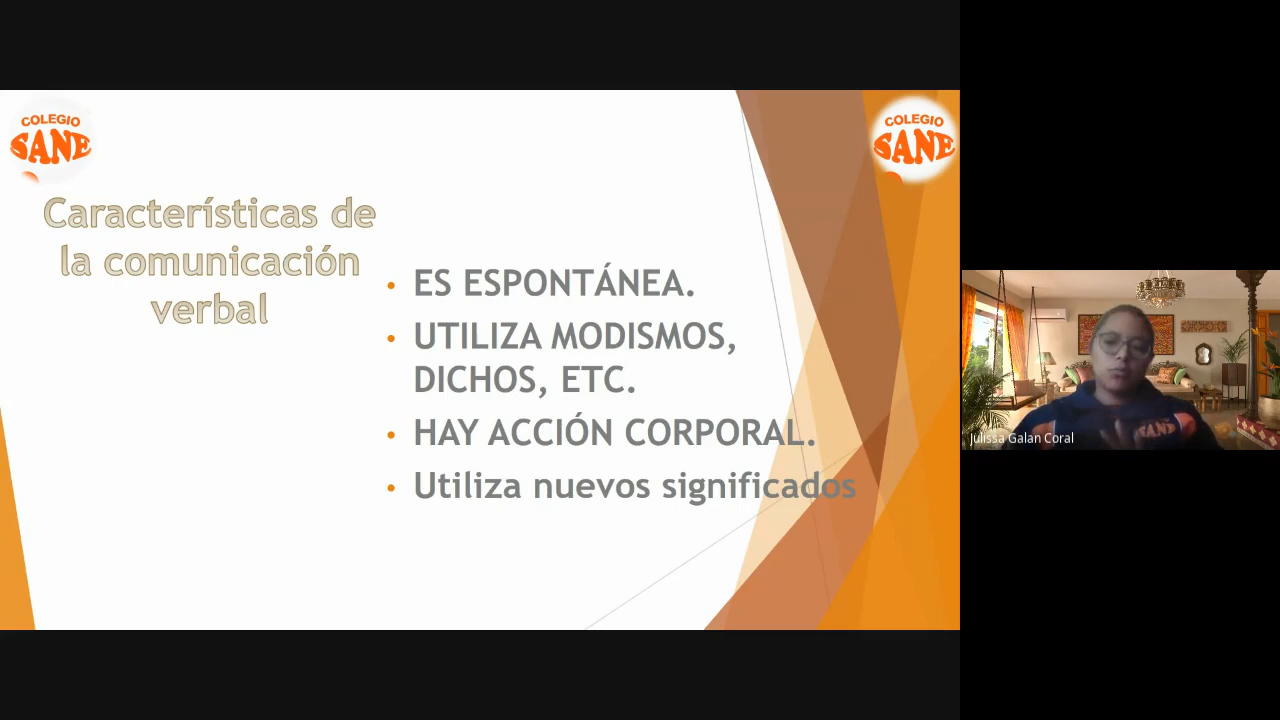 COLEGIO
SANE
COLEGIO
SANE
Características de
la comunicación
verbal
• ES ESPONTÁNEA.
• UTILIZA MODISMOS,
DICHOS, ETC.
• HAY ACCIÓN CORPORAL.
• Utiliza nuevos significados
SANE
Julissa Galan Coral